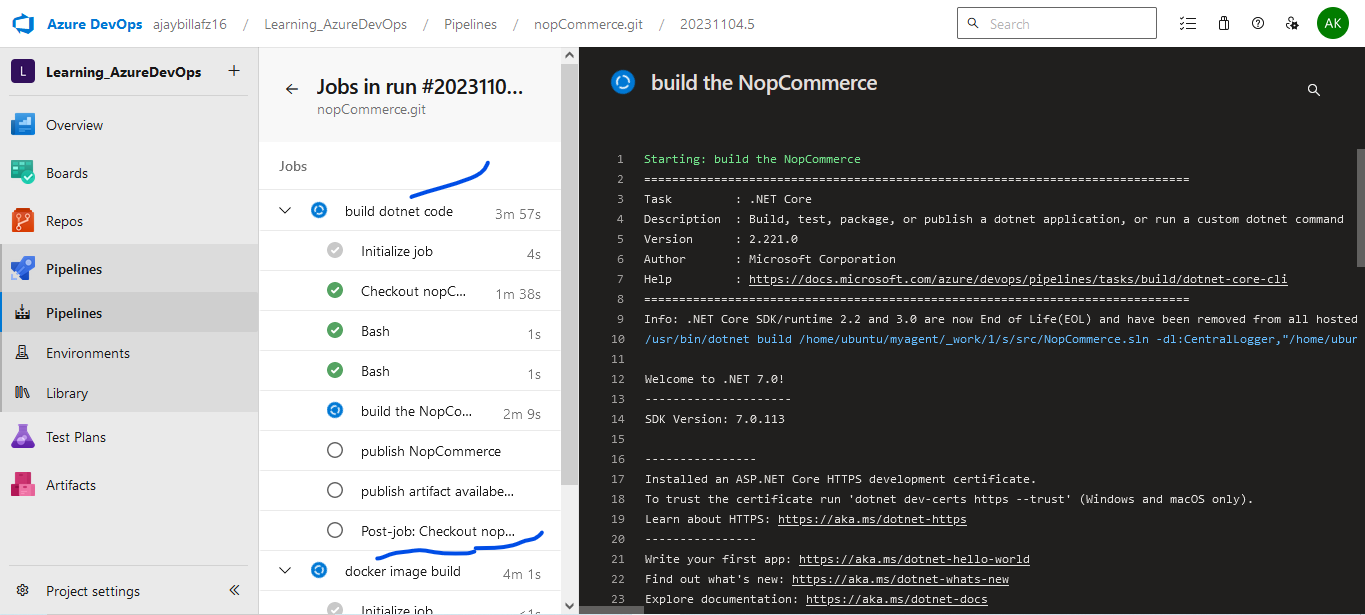 Azure DevOps ajaybillafz16 / Learning_AzureDevOps / Pipelines / nopCommerce.git / 20231104.5
Search
AK
L Learning_AzureDevOps +
Overview
Boards
Repos
Pipelines
Pipelines
Environments
Library
Test Plans
Artifacts
Project settings
Jobs in run #2023110...
nopCommerce.git
Jobs
build dotnet code 3m 57s
Initialize job 4s
Checkout nopC... 1m 38s
Bash 1s
Bash 1s
build the NopCo... 2m 9s
publish NopCommerce
publish artifact availabe...
Post-job: Checkout nop...
docker image build 4m 1s
Initialize job <1s
build the NopCommerce
1 Starting: build the NopCommerce
2 ==============================================================================
3 Task : .NET Core
4 Description : Build, test, package, or publish a dotnet application, or run a custom dotnet command
5 Version : 2.221.0
6 Author : Microsoft Corporation
7 Help : https://docs.microsoft.com/azure/devops/pipelines/tasks/build/dotnet-core-cli
8 ==============================================================================
9 Info: .NET Core SDK/runtime 2.2 and 3.0 are now End of Life(EOL) and have been removed from all hosted
10 /usr/bin/dotnet build /home/ubuntu/myagent/_work/1/s/src/NopCommerce.sln -dl:CentralLogger,"/home/ubur
11
12 Welcome to .NET 7.0!
13 ---------------------
14 SDK Version: 7.0.113
15
16 ----------------
17 Installed an ASP.NET Core HTTPS development certificate.
18 To trust the certificate run 'dotnet dev-certs https --trust' (Windows and macOS only).
19 Learn about HTTPS: https://aka.ms/dotnet-https
20 ----------------
21 Write your first app: https://aka.ms/dotnet-hello-world
22 Find out what's new: https://aka.ms/dotnet-whats-new
23 Explore documentation: https://aka.ms/dotnet-docs